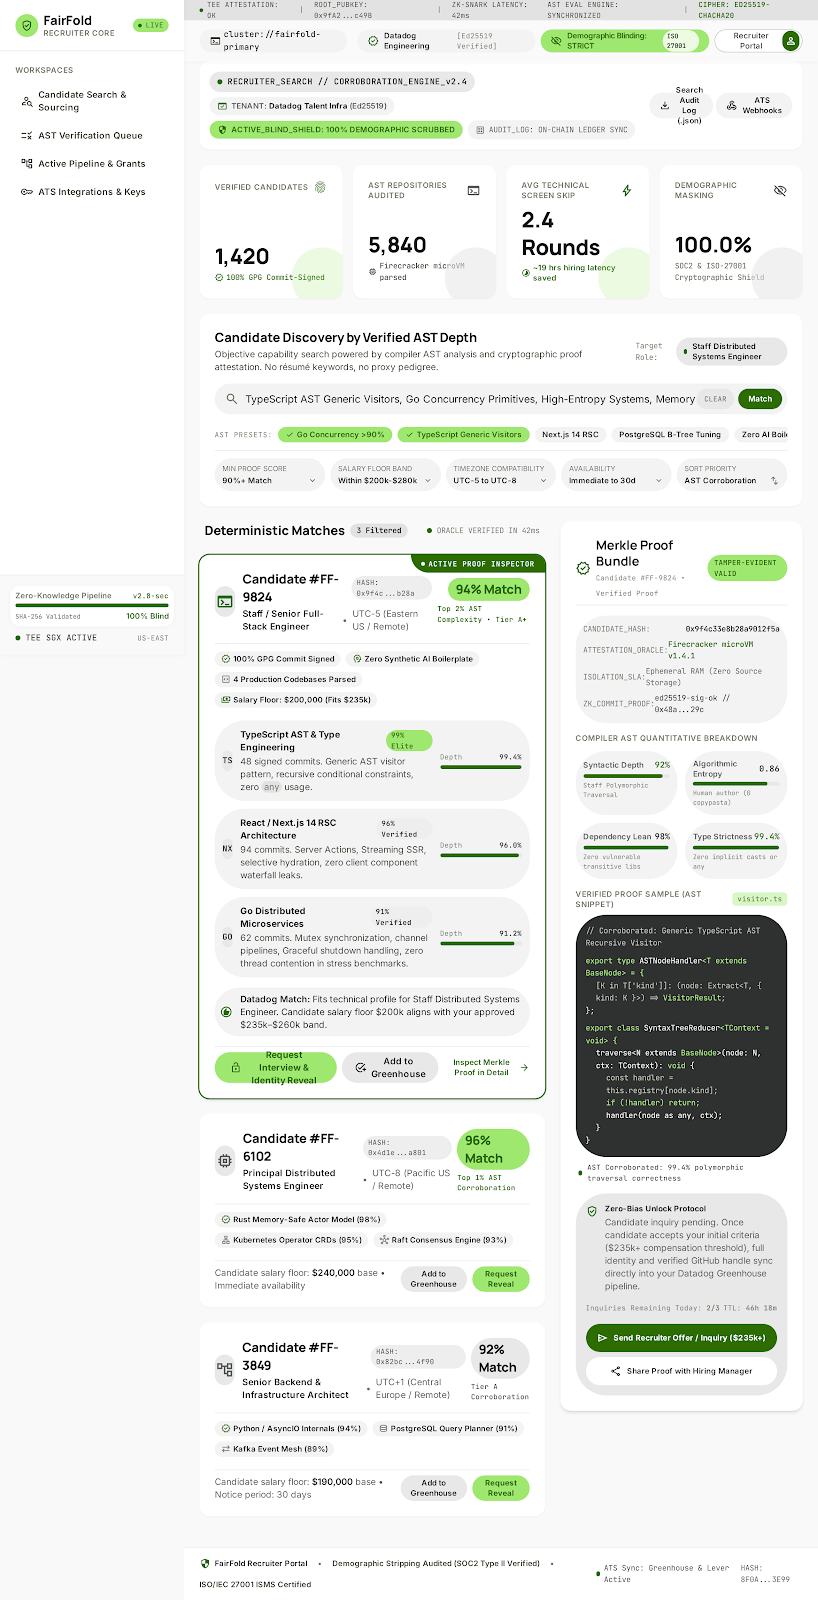 TEE ATTESTATION: OK | ROOT_PUBKEY: 0x9fa2...c498 | ZK-SNARK LATENCY: 42ms AST EVAL ENGINE: SYNCHRONIZED | CIPHER: ED25519-CHACHA20
FairFold
RECRUITER CORE
LIVE
cluster://fairfold-primary
Datadog Engineering
[Ed25519 Verified]
Demographic Blinding: STRICT
ISO 27001
Recruiter Portal
WORKSPACES
Candidate Search & Sourcing
AST Verification Queue
Active Pipeline & Grants
ATS Integrations & Keys
Zero-Knowledge Pipeline v2.8-sec
SHA-256 Validated 100% Blind
TEE SGX ACTIVE US-EAST
RECRUITER_SEARCH // CORROBORATION_ENGINE_v2.4
TENANT: Datadog Talent Infra (Ed25519)
ACTIVE_BLIND_SHIELD: 100% DEMOGRAPHIC SCRUBBED
AUDIT_LOG: ON-CHAIN LEDGER SYNC
Search Audit Log (.json)
ATS Webhooks
VERIFIED CANDIDATES
1,420
100% GPG Commit-Signed
AST REPOSITORIES AUDITED
5,840
Firecracker microVM parsed
AVG TECHNICAL SCREEN SKIP
2.4 Rounds
~19 hrs hiring latency saved
DEMOGRAPHIC MASKING
100.0%
SOC2 & ISO-27001 Cryptographic Shield
Candidate Discovery by Verified AST Depth
Objective capability search powered by compiler AST analysis and cryptographic proof
attestation. No résumé keywords, no proxy pedigree.
Target Role:
Staff Distributed Systems Engineer
TypeScript AST Generic Visitors, Go Concurrency Primitives, High-Entropy Systems, Memory
CLEAR
Match
AST PRESETS:
Go Concurrency >90%
TypeScript Generic Visitors
Next.js 14 RSC
PostgreSQL B-Tree Tuning
Zero AI Boile
MIN PROOF SCORE
90%+ Match
SALARY FLOOR BAND
Within $200k-$280k
TIMEZONE COMPATIBILITY
UTC-5 to UTC-8
AVAILABILITY
Immediate to 30d
SORT PRIORITY
AST Corroboration
Deterministic Matches
3 Filtered
ORACLE VERIFIED IN 42ms
ACTIVE PROOF INSPECTOR
Candidate #FF-9824
HASH: 0x9f4c...b28a
94% Match
Staff / Senior Full-Stack Engineer
• UTC-5 (Eastern US / Remote)
Top 2% AST Complexity • Tier A+
100% GPG Commit Signed
Zero Synthetic AI Boilerplate
4 Production Codebases Parsed
Salary Floor: $200,000 (Fits $235k)
TS
TypeScript AST & Type Engineering
99% Elite
48 signed commits. Generic AST visitor
pattern, recursive conditional constraints,
zero any usage.
Depth 99.4%
NX
React / Next.js 14 RSC Architecture
96% Verified
94 commits. Server Actions, Streaming SSR,
selective hydration, zero client component
waterfall leaks.
Depth 96.0%
GO
Go Distributed Microservices
91% Verified
62 commits. Mutex synchronization, channel
pipelines, Graceful shutdown handling, zero
thread contention in stress benchmarks.
Depth 91.2%
Datadog Match: Fits technical profile for Staff Distributed Systems
Engineer. Candidate salary floor $200k aligns with your approved
$235k–$260k band.
Request Interview & Identity Reveal
Add to Greenhouse
Inspect Merkle Proof in Detail
Candidate #FF-6102
HASH: 0x4d1e...a801
96% Match
Principal Distributed Systems Engineer
• UTC-8 (Pacific US / Remote)
Top 1% AST Corroboration
Rust Memory-Safe Actor Model (98%)
Kubernetes Operator CRDs (95%)
Raft Consensus Engine (93%)
Candidate salary floor: $240,000 base •
Immediate availability
Add to Greenhouse
Request Reveal
Candidate #FF-3849
HASH: 0x82bc...4f90
92% Match
Senior Backend & Infrastructure Architect
• UTC+1 (Central Europe / Remote)
Tier A Corroboration
Python / AsyncIO Internals (94%)
PostgreSQL Query Planner (91%)
Kafka Event Mesh (89%)
Candidate salary floor: $190,000 base •
Notice period: 30 days
Add to Greenhouse
Request Reveal
Merkle Proof Bundle
Candidate #FF-9824 • Verified Proof
TAMPER-EVIDENT VALID
CANDIDATE_HASH: 0x9f4c33e8b28a9012f5a
ATTESTATION_ORACLE: Firecracker microVM v1.4.1
ISOLATION_SLA: Ephemeral RAM (Zero Source Storage)
ZK_COMMIT_PROOF: ed25519-sig-ok // 0x48a...29c
COMPILER AST QUANTITATIVE BREAKDOWN
Syntactic Depth 92%
Staff Polymorphic Traversal
Algorithmic Entropy 0.86
Human author (0 copypasta)
Dependency Lean 98%
Zero vulnerable transitive libs
Type Strictness 99.4%
Zero implicit casts or any
VERIFIED PROOF SAMPLE (AST SNIPPET)
visitor.ts
// Corroborated: Generic TypeScript AST
Recursive Visitor
export type ASTNodeHandler<T extends
BaseNode> = {
[K in T['kind']]: (node: Extract<T, {
kind: K }>) => VisitorResult;
};
export class SyntaxTreeReducer<TContext =
void> {
traverse<N extends BaseNode>(node: N,
ctx: TContext): void {
const handler =
this.registry[node.kind];
if (!handler) return;
handler(node as any, ctx);
}
}
AST Corroborated: 99.4% polymorphic
traversal correctness
Zero-Bias Unlock Protocol
Candidate inquiry pending. Once
candidate accepts your initial criteria
($235k+ compensation threshold), full
identity and verified GitHub handle sync
directly into your Datadog Greenhouse
pipeline.
Inquiries Remaining Today: 2/3 TTL: 46h 18m
Send Recruiter Offer / Inquiry ($235k+)
Share Proof with Hiring Manager
FairFold Recruiter Portal • Demographic Stripping Audited (SOC2 Type II Verified) •
ISO/IEC 27001 ISMS Certified
ATS Sync: Greenhouse & Lever Active
HASH: 8F0A...3E99